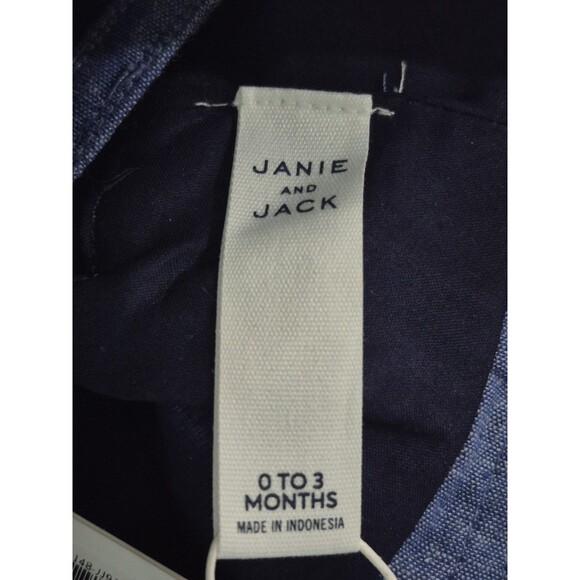 JANIE
AND
JACK
0 TO 3
MONTHS
MADE IN INDONESIA